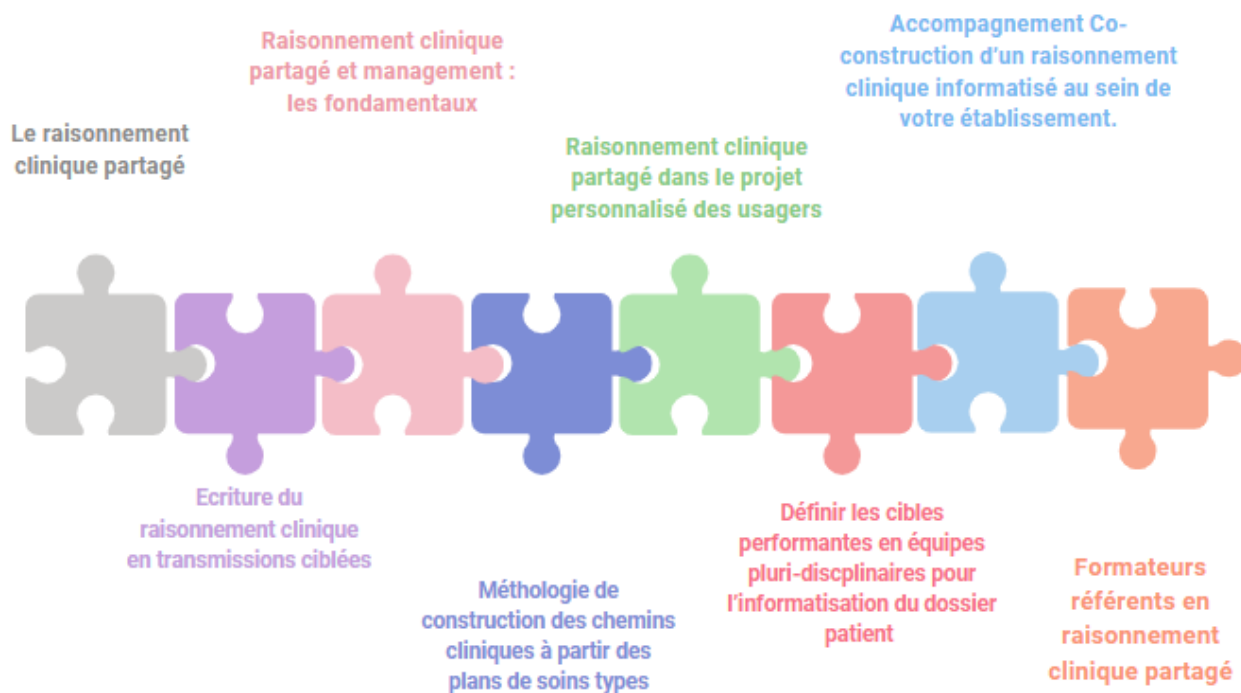 Le raisonnement
clinique partagé
Ecriture du
raisonnement clinique
en transmissions ciblées
Raisonnement clinique
partagé et management :
les fondamentaux
Méthologie de
construction des chemins
cliniques à partir des
plans de soins types
Raisonnement clinique
partagé dans le projet
personnalisé des usagers
Définir les cibles
performantes en équipes
pluri-discplinaires pour
l'informatisation du dossier
patient
Accompagnement Co-
construction d'un raisonnement
clinique informatisé au sein de
votre établissement.
Formateurs
référents en
raisonnement
clinique partagé